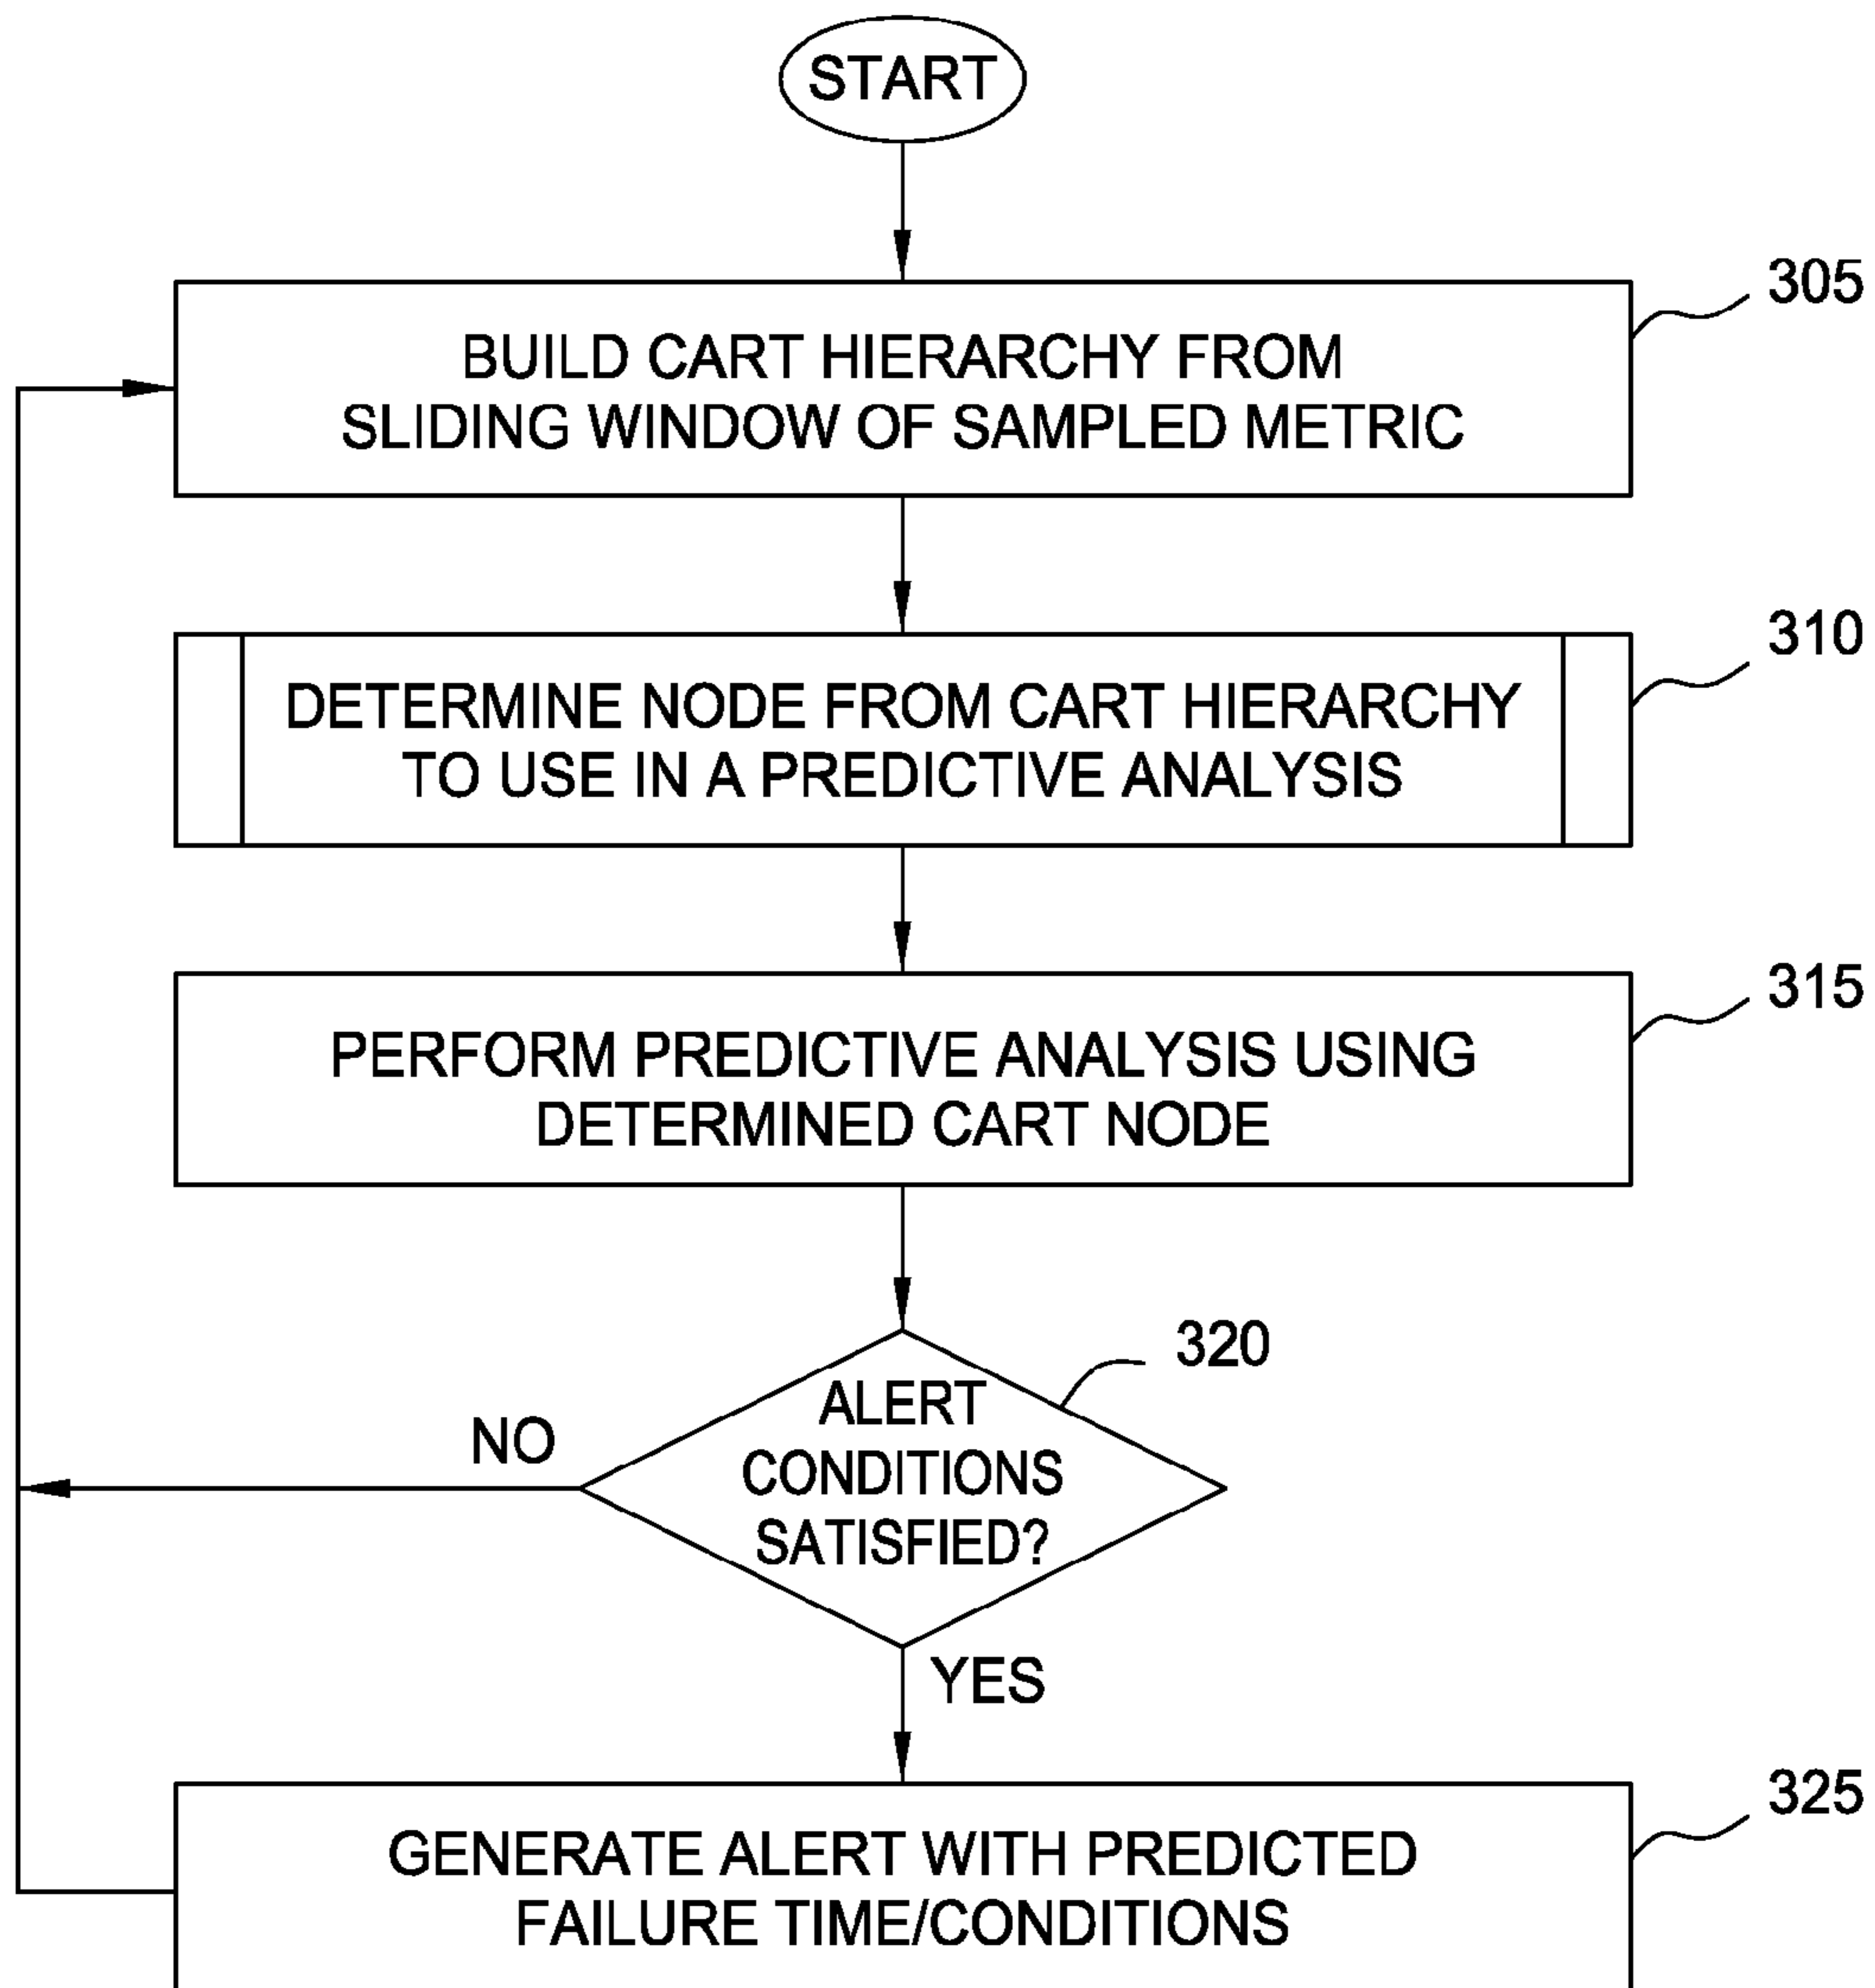 START
305
BUILD CART HIERARCHY FROM
SLIDING WINDOW OF SAMPLED METRIC
310
DETERMINE NODE FROM CART HIERARCHY
TO USE IN A PREDICTIVE ANALYSIS
315
PERFORM PREDICTIVE ANALYSIS USING
DETERMINED CART NODE
320
ALERT
CONDITIONS
SATISFIED?
NO
YES
325
GENERATE ALERT WITH PREDICTED
FAILURE TIME/CONDITIONS